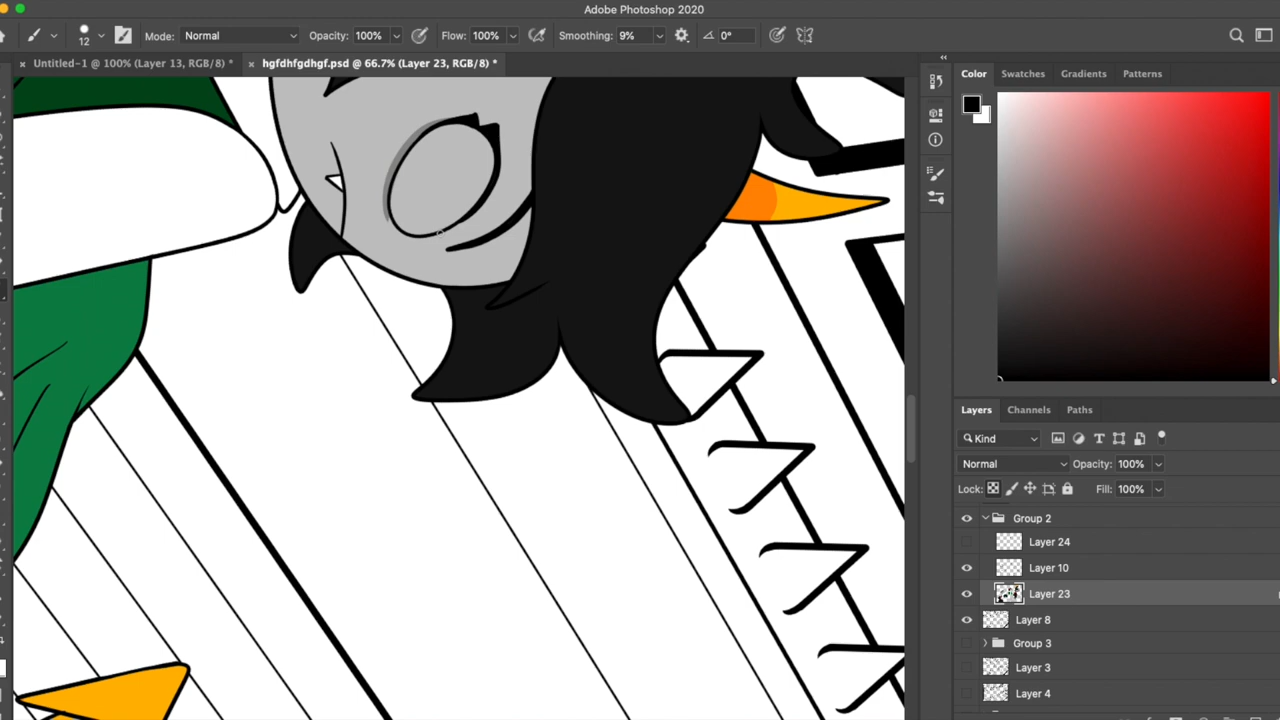 Adobe Photoshop 2020
12 Mode: Normal Opacity: 100% Flow: 100% Smoothing: 9% 0°
× Untitled-1 @ 100% (Layer 13, RGB/8) * × hgfdhfgdhgf.psd @ 66.7% (Layer 23, RGB/8) *
Color Swatches Gradients Patterns
Layers Channels Paths
Kind
Normal Opacity: 100%
Lock: Fill: 100%
Group 2
Layer 24
Layer 10
Layer 23
Layer 8
Group 3
Layer 3
Layer 4